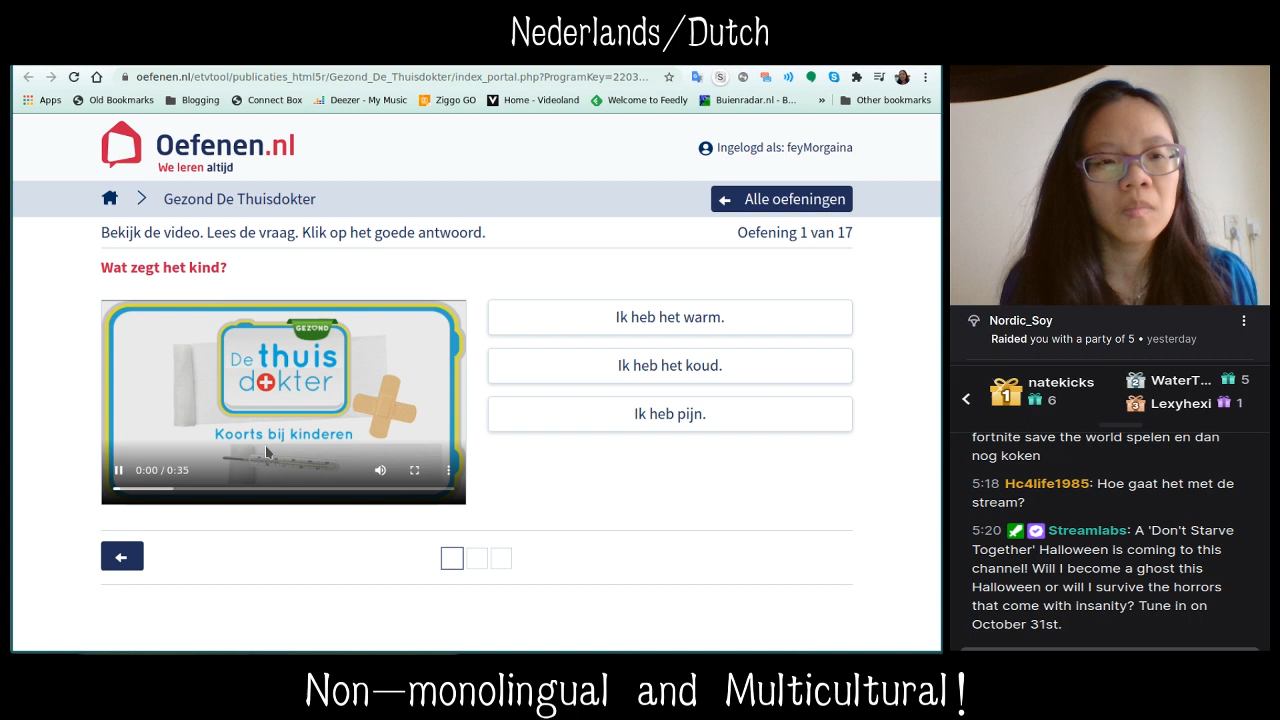 Nederlands/Dutch
oefenen.nl/etvtool/publicaties_html5r/Gezond_De_Thuisdokter/index_portal.php?ProgramKey=2203...
Apps Old Bookmarks Blogging Connect Box Deezer - My Music Ziggo GO Home - Videoland Welcome to Feedly Buienradar.nl - B... » Other bookmarks
Oefenen.nl
We leren altijd
Ingelogd als: feyMorgaina
Gezond De Thuisdokter
Alle oefeningen
Bekijk de video. Lees de vraag. Klik op het goede antwoord.
Oefening 1 van 17
Wat zegt het kind?
GEZOND
De thuis
dokter
Koorts bij kinderen
0:00 / 0:35
Ik heb het warm.
Ik heb het koud.
Ik heb pijn.
Nordic_Soy
Raided you with a party of 5 • yesterday
1 natekicks
6
2 WaterT... 5
3 Lexyhexi 1
fortnite save the world spelen en dan
nog koken
5:18 Hc4life1985: Hoe gaat het met de
stream?
5:20 Streamlabs: A 'Don't Starve
Together' Halloween is coming to this
channel! Will I become a ghost this
Halloween or will I survive the horrors
that come with insanity? Tune in on
October 31st.
Non-monolingual and Multicultural!